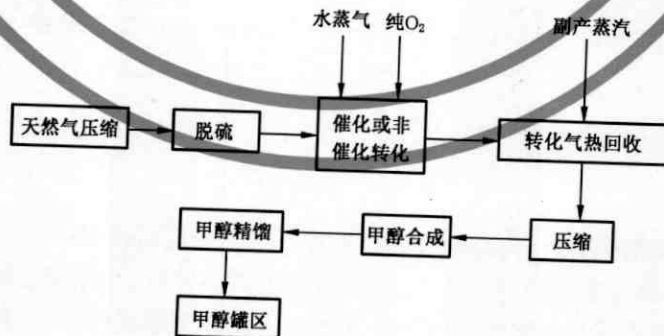 水蒸气 纯O₂
副产蒸汽
天然气压缩
脱硫
催化或非
催化转化
转化气热回收
甲醇精馏
甲醇合成
压缩
甲醇罐区